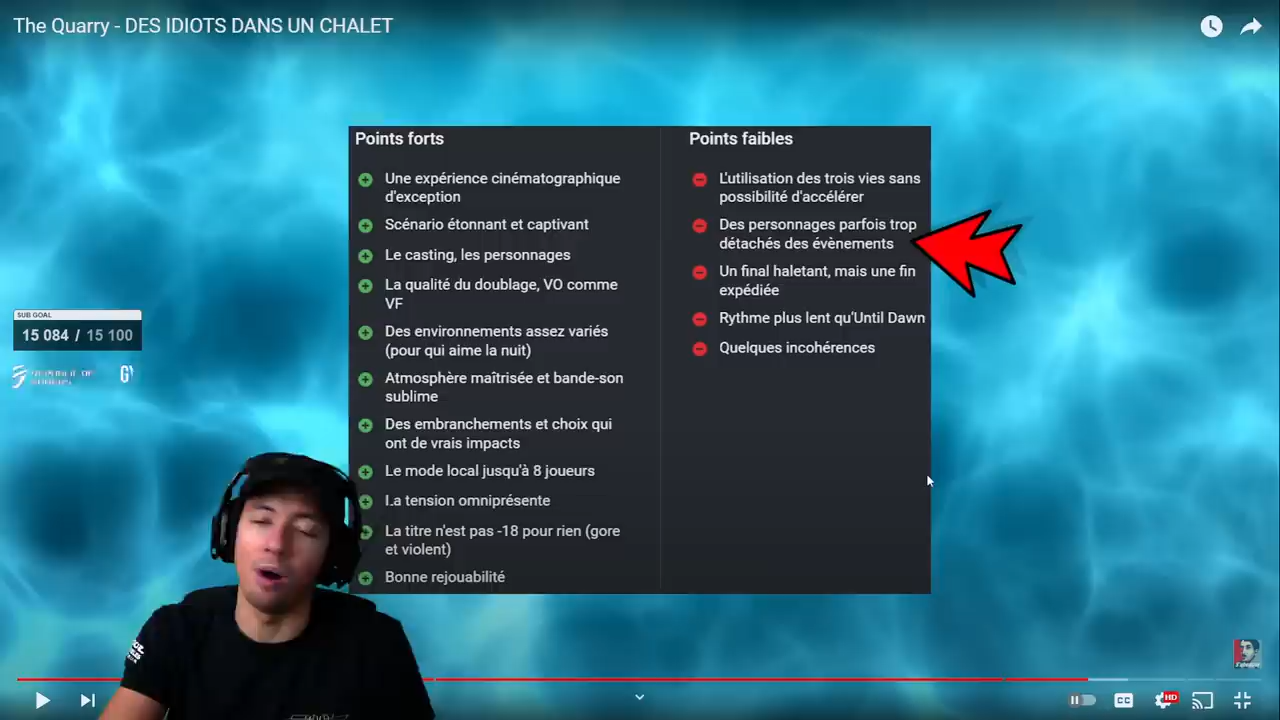 The Quarry - DES IDIOTS DANS UN CHALET
Points forts
Une expérience cinématographique
d'exception
Scénario étonnant et captivant
Le casting, les personnages
La qualité du doublage, VO comme
VF
Des environnements assez variés
(pour qui aime la nuit)
Atmosphère maîtrisée et bande-son
sublime
Des embranchements et choix qui
ont de vrais impacts
Le mode local jusqu'à 8 joueurs
La tension omniprésente
La titre n'est pas -18 pour rien (gore
et violent)
Bonne rejouabilité
Points faibles
L'utilisation des trois vies sans
possibilité d'accélérer
Des personnages parfois trop
détachés des évènements
Un final haletant, mais une fin
expédiée
Rythme plus lent qu'Until Dawn
Quelques incohérences
SUB GOAL
15 084 / 15 100
CC
HD